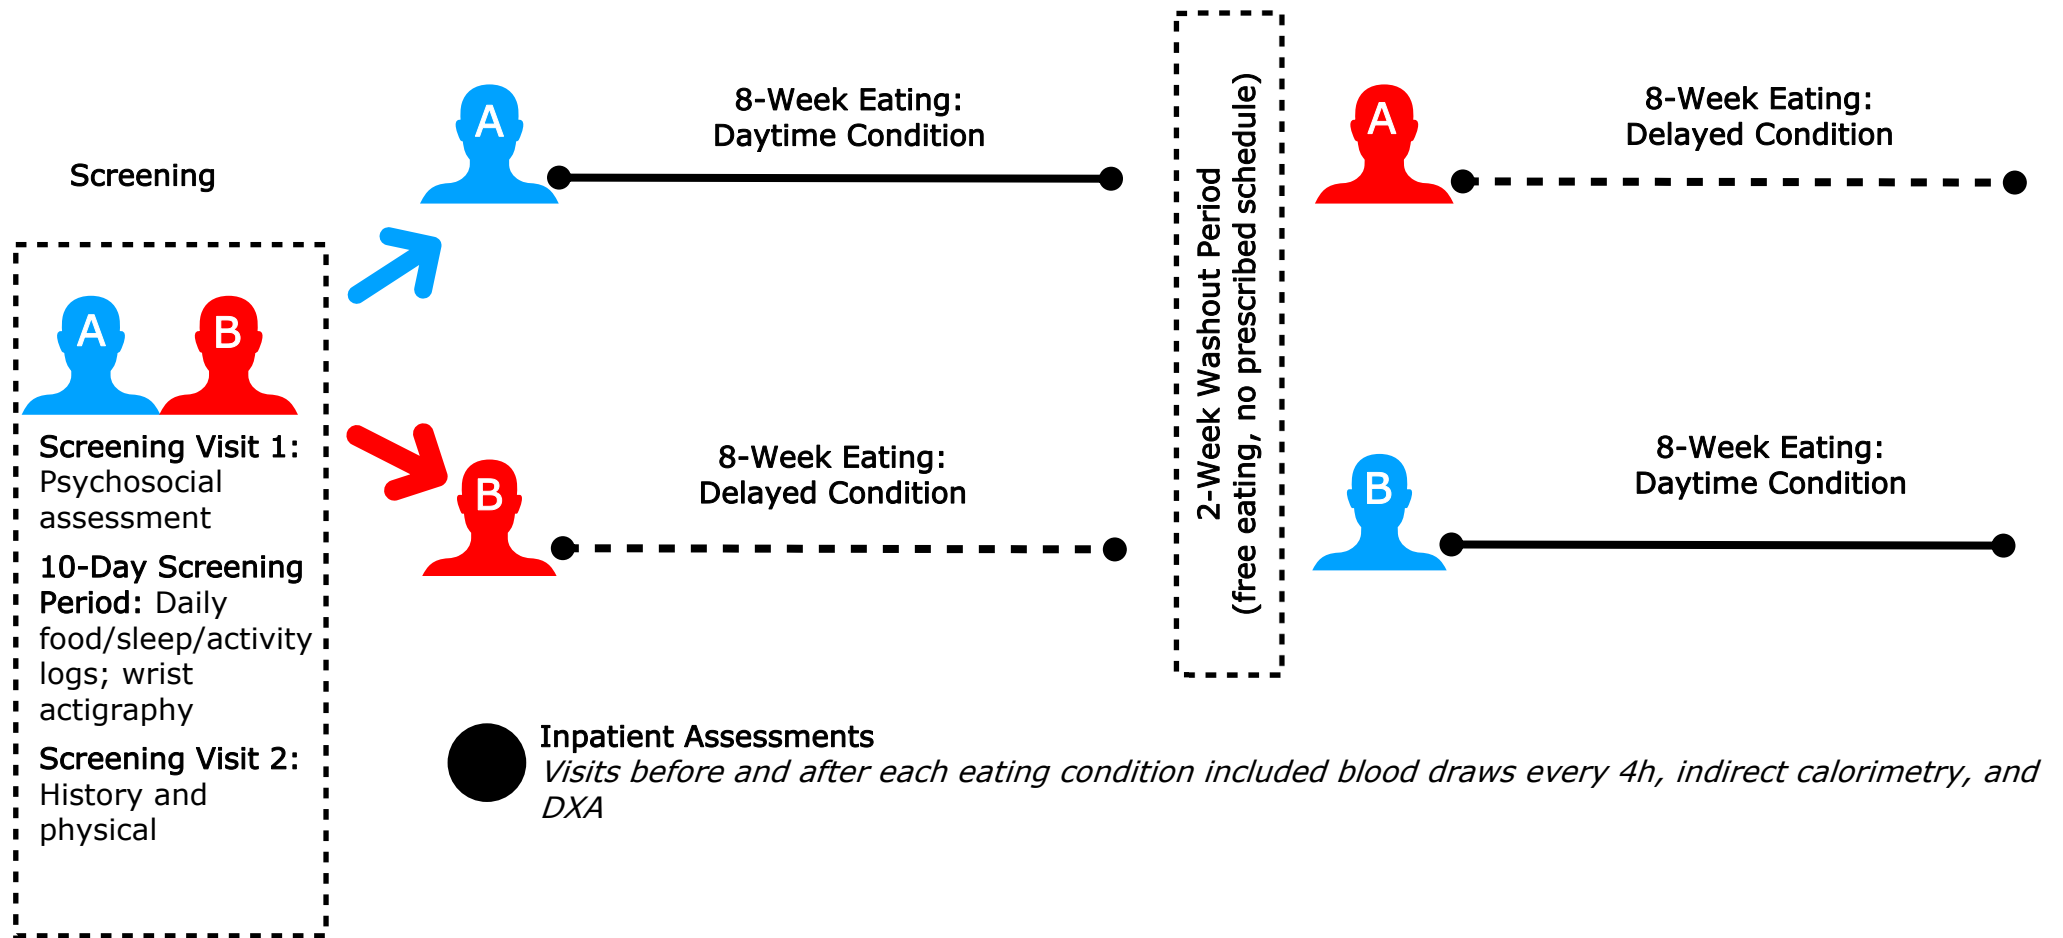 Screening
A
B
Screening Visit 1:
Psychosocial
assessment
10-Day Screening
Period: Daily
food/sleep/activity
logs; wrist
actigraphy
Screening Visit 2:
History and
physical
A
8-Week Eating:
Daytime Condition
B
8-Week Eating:
Delayed Condition
2-Week Washout Period
(free eating, no prescribed schedule)
A
8-Week Eating:
Delayed Condition
B
8-Week Eating:
Daytime Condition
Inpatient Assessments
Visits before and after each eating condition included blood draws every 4h, indirect calorimetry, and
DXA